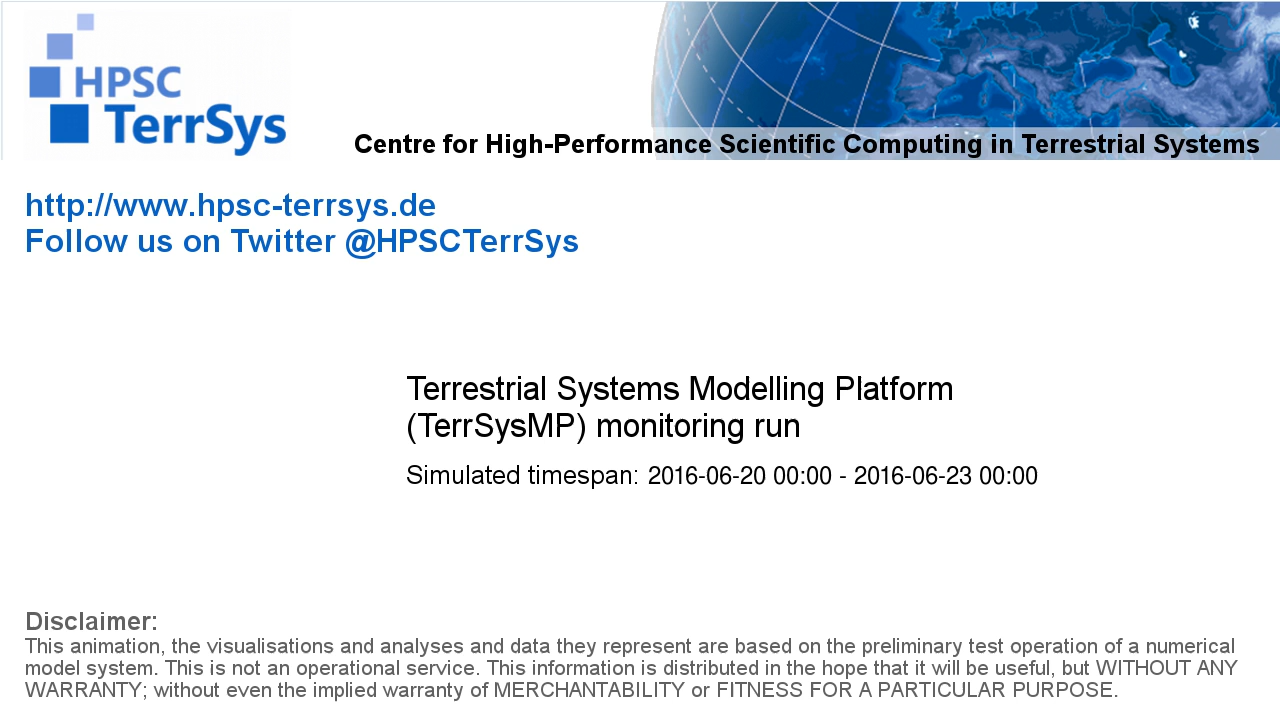 HPSC
TerrSys
Centre for High-Performance Scientific Computing in Terrestrial Systems
http://www.hpsc-terrsys.de
Follow us on Twitter @HPSCTerrSys
Terrestrial Systems Modelling Platform
(TerrSysMP) monitoring run
Simulated timespan: 2016-06-20 00:00 - 2016-06-23 00:00
Disclaimer:
This animation, the visualisations and analyses and data they represent are based on the preliminary test operation of a numerical
model system. This is not an operational service. This information is distributed in the hope that it will be useful, but WITHOUT ANY
WARRANTY; without even the implied warranty of MERCHANTABILITY or FITNESS FOR A PARTICULAR PURPOSE.